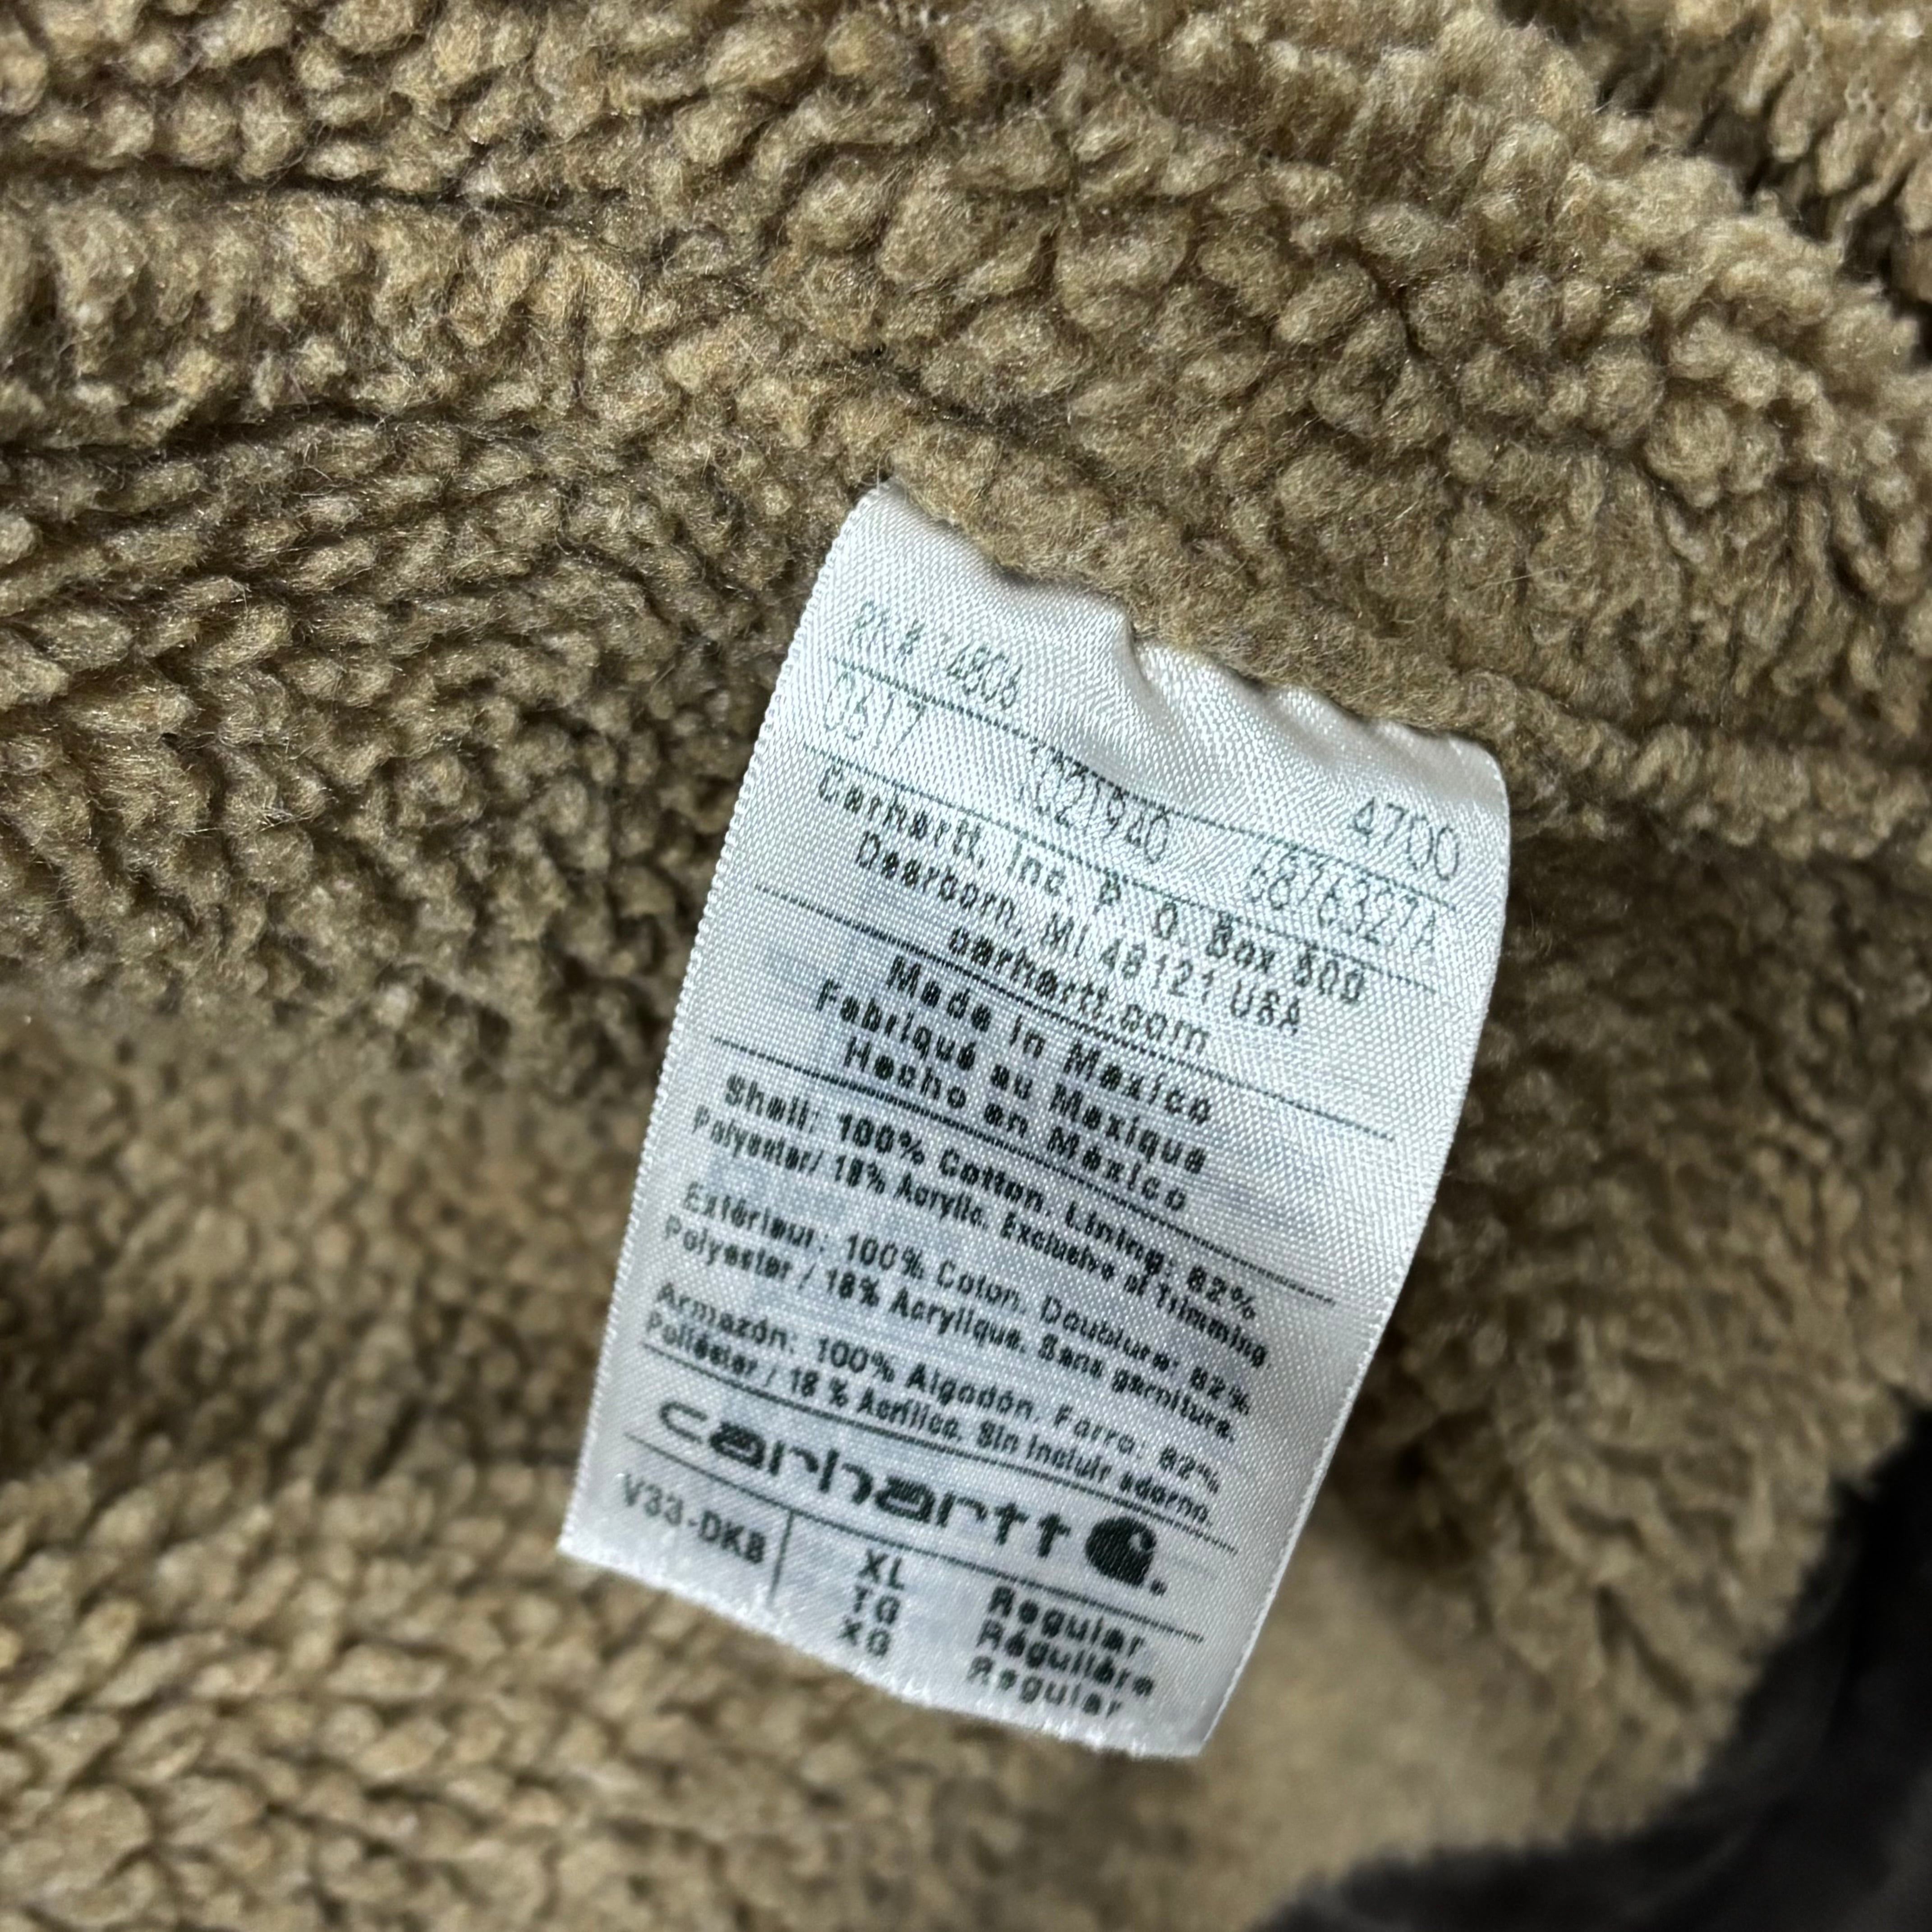 RN # 14806
0517 1021940 4700
6876327A
Carhartt, Inc. P. O. Box 600
Dearborn, MI 48121 USA
carhartt.com
Made in Mexico
Fabriqué au Mexique
Hecho en México
Shell: 100% Cotton. Lining: 82%
Polyester/ 18% Acrylic. Exclusive of Trimming
Extérieur: 100% Coton. Doublure: 82%
Polyester / 18% Acrylique. Sans garniture.
Armazón: 100% Algodón. Forro: 82%
Poliéster / 18 % Acrílico. Sin incluir adorno.
carhartt
V33-DKB XL Regular
TG Régulière
XG Regular